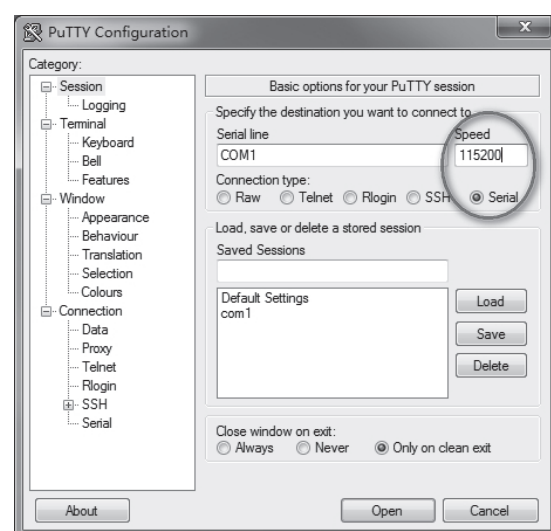 PuTTY Configuration
x
Category:
Session
Logging
Terminal
Keyboard
Bell
Features
Window
Appearance
Behaviour
Translation
Selection
Colours
Connection
Data
Proxy
Telnet
Rlogin
SSH
Serial
Basic options for your PuTTY session
Specify the destination you want to connect to
Serial line Speed
COM1 115200
Connection type:
Raw Telnet Rlogin SSH Serial
Load, save or delete a stored session
Saved Sessions
Default Settings
com1
Load
Save
Delete
Close window on exit:
Always Never Only on clean exit
About Open Cancel